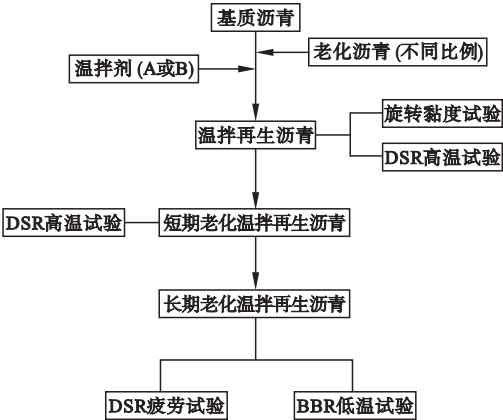 基质沥青
老化沥青 (不同比例)
温拌剂 (A或B)
旋转黏度试验
温拌再生沥青
DSR高温试验
DSR高温试验
短期老化温拌再生沥青
长期老化温拌再生沥青
DSR疲劳试验
BBR低温试验